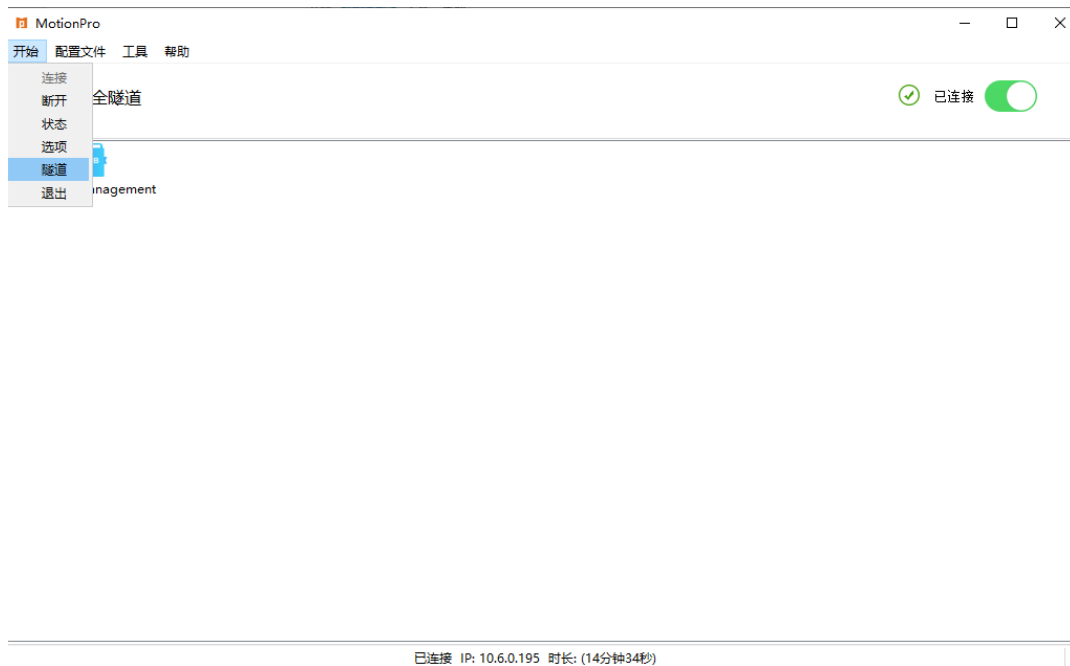 MotionPro
开始 配置文件 工具 帮助
连接
断开
全隧道
已连接
状态
选项
隧道
退出
nagement
已连接 IP: 10.6.0.195 时长: (14分钟34秒)